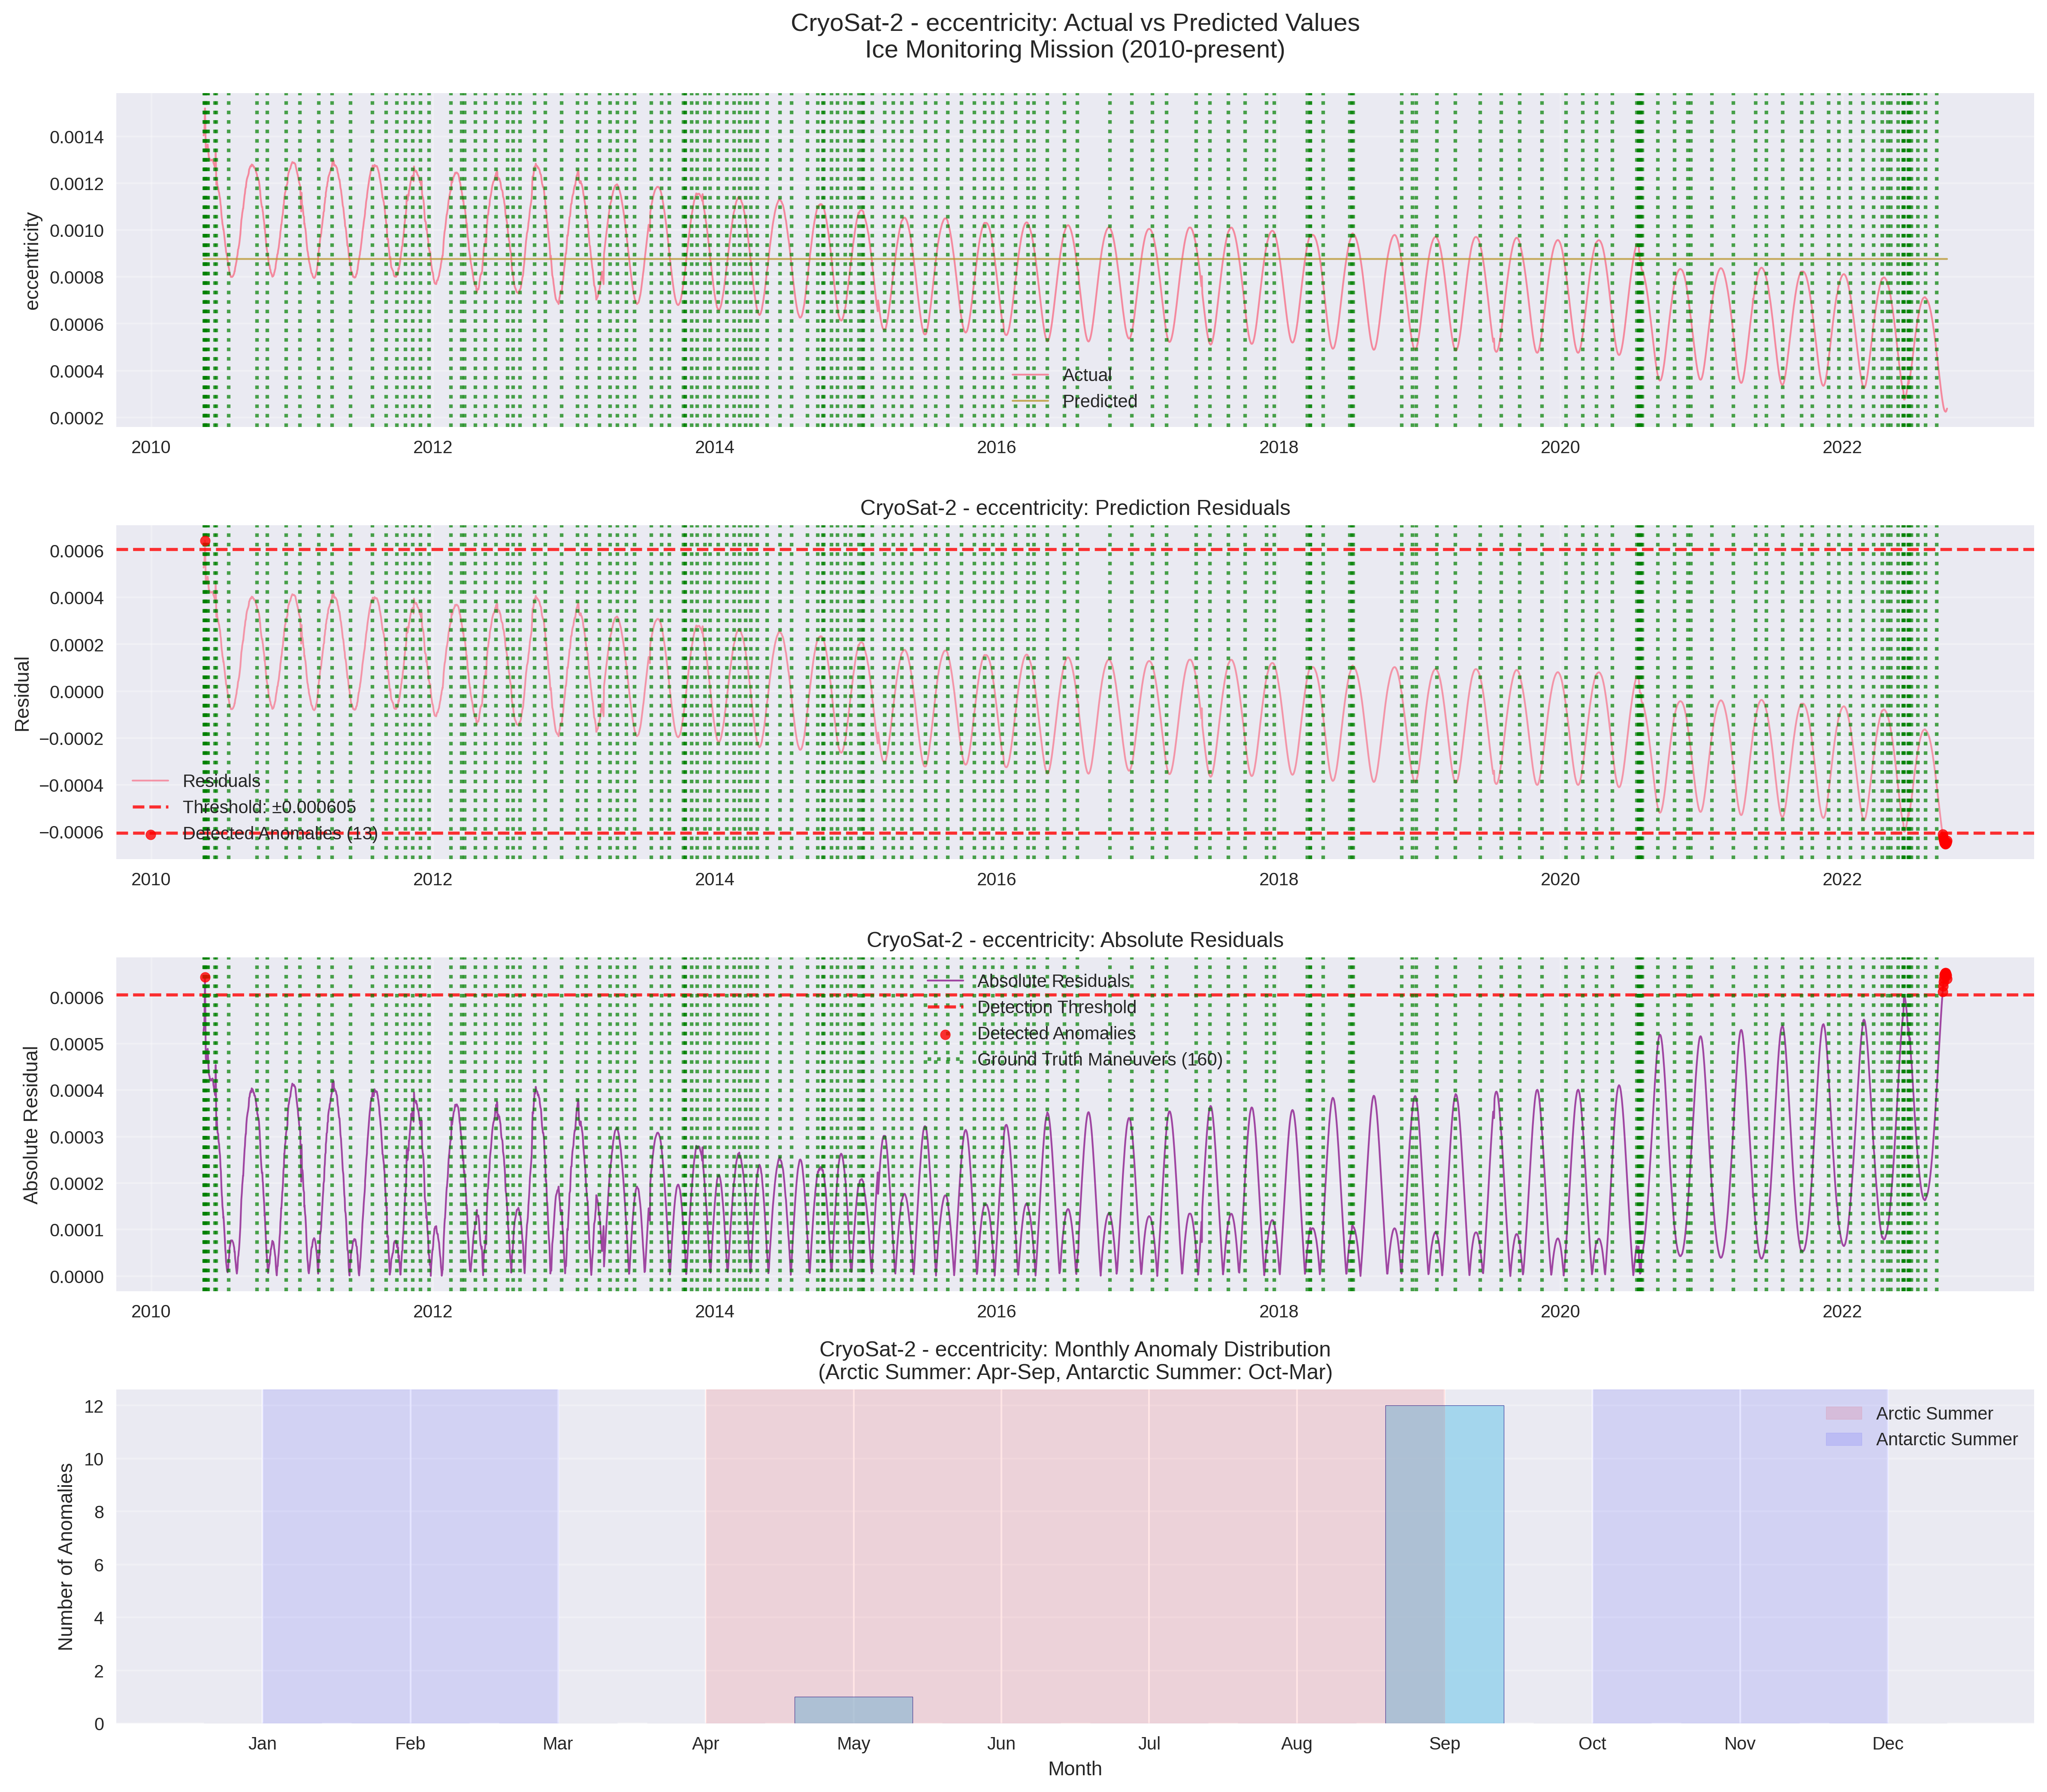 CryoSat-2 - eccentricity: Actual vs Predicted Values
Ice Monitoring Mission (2010-present)
eccentricity
0.0014
0.0012
0.0010
0.0008
0.0006
0.0004
0.0002
Actual
Predicted
2010 2012 2014 2016 2018 2020 2022
CryoSat-2 - eccentricity: Prediction Residuals
Residual
0.0006
0.0004
0.0002
0.0000
−0.0002
−0.0004
−0.0006
Residuals
Threshold: ±0.000605
Detected Anomalies (13)
2010 2012 2014 2016 2018 2020 2022
CryoSat-2 - eccentricity: Absolute Residuals
Absolute Residual
0.0006
0.0005
0.0004
0.0003
0.0002
0.0001
0.0000
Absolute Residuals
Detection Threshold
Detected Anomalies
Ground Truth Maneuvers (160)
2010 2012 2014 2016 2018 2020 2022
CryoSat-2 - eccentricity: Monthly Anomaly Distribution
(Arctic Summer: Apr-Sep, Antarctic Summer: Oct-Mar)
Number of Anomalies
12
10
8
6
4
2
0
Arctic Summer
Antarctic Summer
Jan Feb Mar Apr May Jun Jul Aug Sep Oct Nov Dec
Month